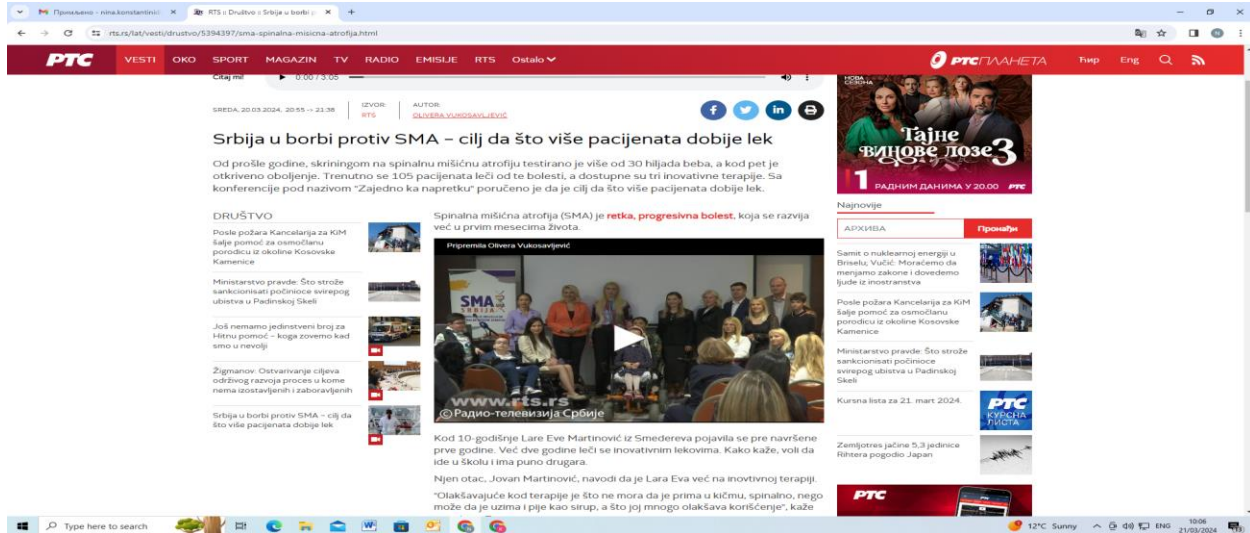 Примљено - nina.konstantinic
RTS :: Društvo :: Srbija u borbi p
rts.rs/lat/vesti/drustvo/5394397/sma-spinalna-misicna-atrofija.html
РТС VESTI OKO SPORT MAGAZIN TV RADIO EMISIJE RTS Ostalo
РТСПЛАНЕТА Ћир Eng
Čitaj mi! 0:00 / 3:05
SREDA, 20.03.2024, 20:55 -> 21:38
IZVOR:
RTS
AUTOR:
OLIVERA VUKOSAVLJEVIĆ
Srbija u borbi protiv SMA – cilj da što više pacijenata dobije lek
Od prošle godine, skriningom na spinalnu mišićnu atrofiju testirano je više od 30 hiljada beba, a kod pet je
otkriveno oboljenje. Trenutno se 105 pacijenata leči od te bolesti, a dostupne su tri inovativne terapije. Sa
konferencije pod nazivom "Zajedno ka napretku" poručeno je da je cilj da što više pacijenata dobije lek.
DRUŠTVO
Posle požara Kancelarija za KiM
šalje pomoć za osmočlanu
porodicu iz okoline Kosovske
Kamenice
Ministarstvo pravde: Što strože
sankcionisati počinioce svirepog
ubistva u Padinskoj Skeli
Još nemamo jedinstveni broj za
Hitnu pomoć – koga zovemo kad
smo u nevolji
Žigmanov: Ostvarivanje ciljeva
održivog razvoja proces u kome
nema izostavljenih i zaboravljenih
Srbija u borbi protiv SMA – cilj da
što više pacijenata dobije lek
Spinalna mišićna atrofija (SMA) je retka, progresivna bolest, koja se razvija
već u prvim mesecima života.
Pripremila Olivera Vukosavljević
SMA
SRBIJA
www.rts.rs
©Радио-телевизија Србије
Kod 10-godišnje Lare Eve Martinović iz Smedereva pojavila se pre navršene
prve godine. Već dve godine leči se inovativnim lekovima. Kako kaže, voli da
ide u školu i ima puno drugara.
Njen otac, Jovan Martinović, navodi da je Lara Eva već na inovtivnoj terapiji.
"Olakšavajuće kod terapije je što ne mora da je prima u kičmu, spinalno, nego
može da je uzima i pije kao sirup, a što joj mnogo olakšava korišćenje", kaže
НОВА
СЕЗОНА
Тајне
винове лозе 3
1 РАДНИМ ДАНИМА У 20.00 РТС
Najnovije
АРХИВА Пронађи
Samit o nuklearnoj energiji u
Briselu, Vučić: Moraćemo da
menjamo zakone i dovedemo
ljude iz inostranstva
Posle požara Kancelarija za KiM
šalje pomoć za osmočlanu
porodicu iz okoline Kosovske
Kamenice
Ministarstvo pravde: Što strože
sankcionisati počinioce
svirepog ubistva u Padinskoj
Skeli
Kursna lista za 21. mart 2024.
РТС
КУРСНА
ЛИСТА
Zemljotres jačine 5,3 jedinica
Rihtera pogodio Japan
РТС
Type here to search
12°C Sunny
ENG
10:06
21/03/2024